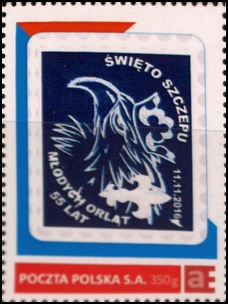 ŚWIĘTO SZCZEPU
MŁODYCH ORLĄT
55 LAT
11.11.2016
POCZTA POLSKA S.A. 350g a